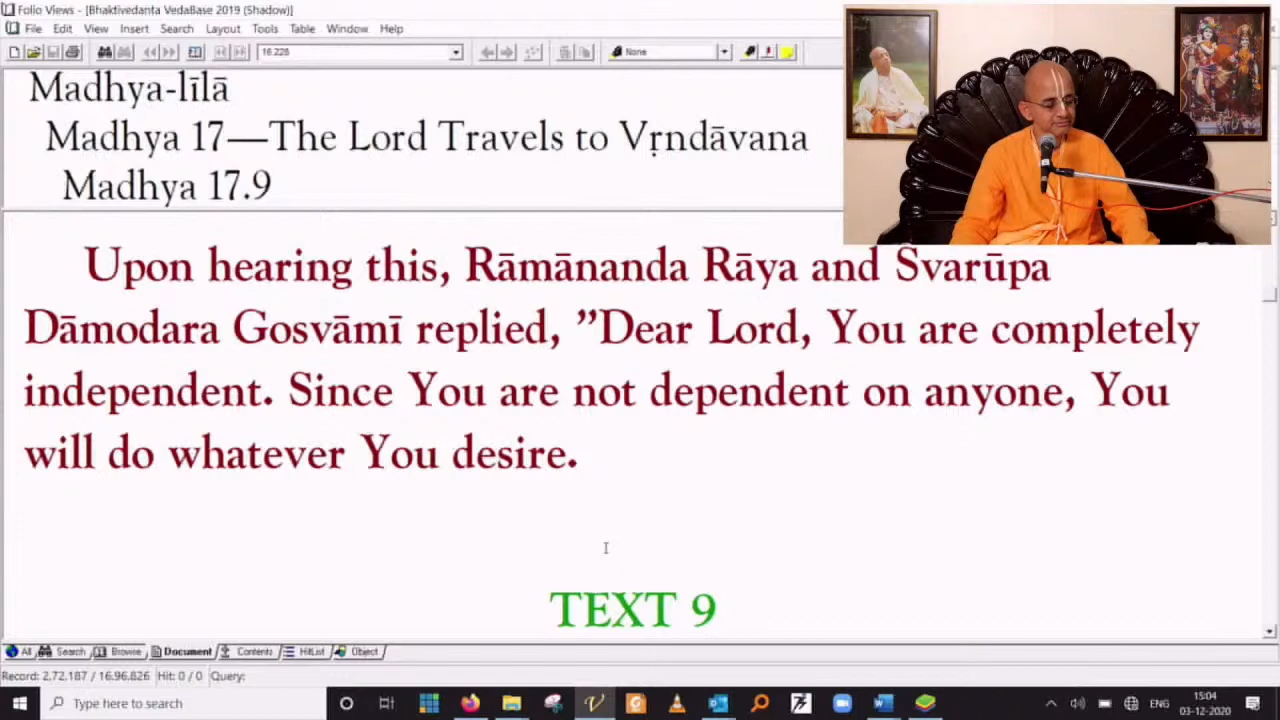 Folio Views - [Bhaktivedanta VedaBase 2019 (Shadow)]
File Edit View Insert Search Layout Tools Table Window Help
16.228
None
Madhya-līlā
Madhya 17—The Lord Travels to Vṛndāvana
Madhya 17.9
Upon hearing this, Rāmānanda Rāya and Svarūpa
Dāmodara Gosvāmī replied, ”Dear Lord, You are completely
independent. Since You are not dependent on anyone, You
will do whatever You desire.
TEXT 9
All Search Browse Document Contents HitList Object
Record: 2,72,187 / 16,96,826 Hit: 0 / 0 Query:
Type here to search
ENG
15:04
03-12-2020